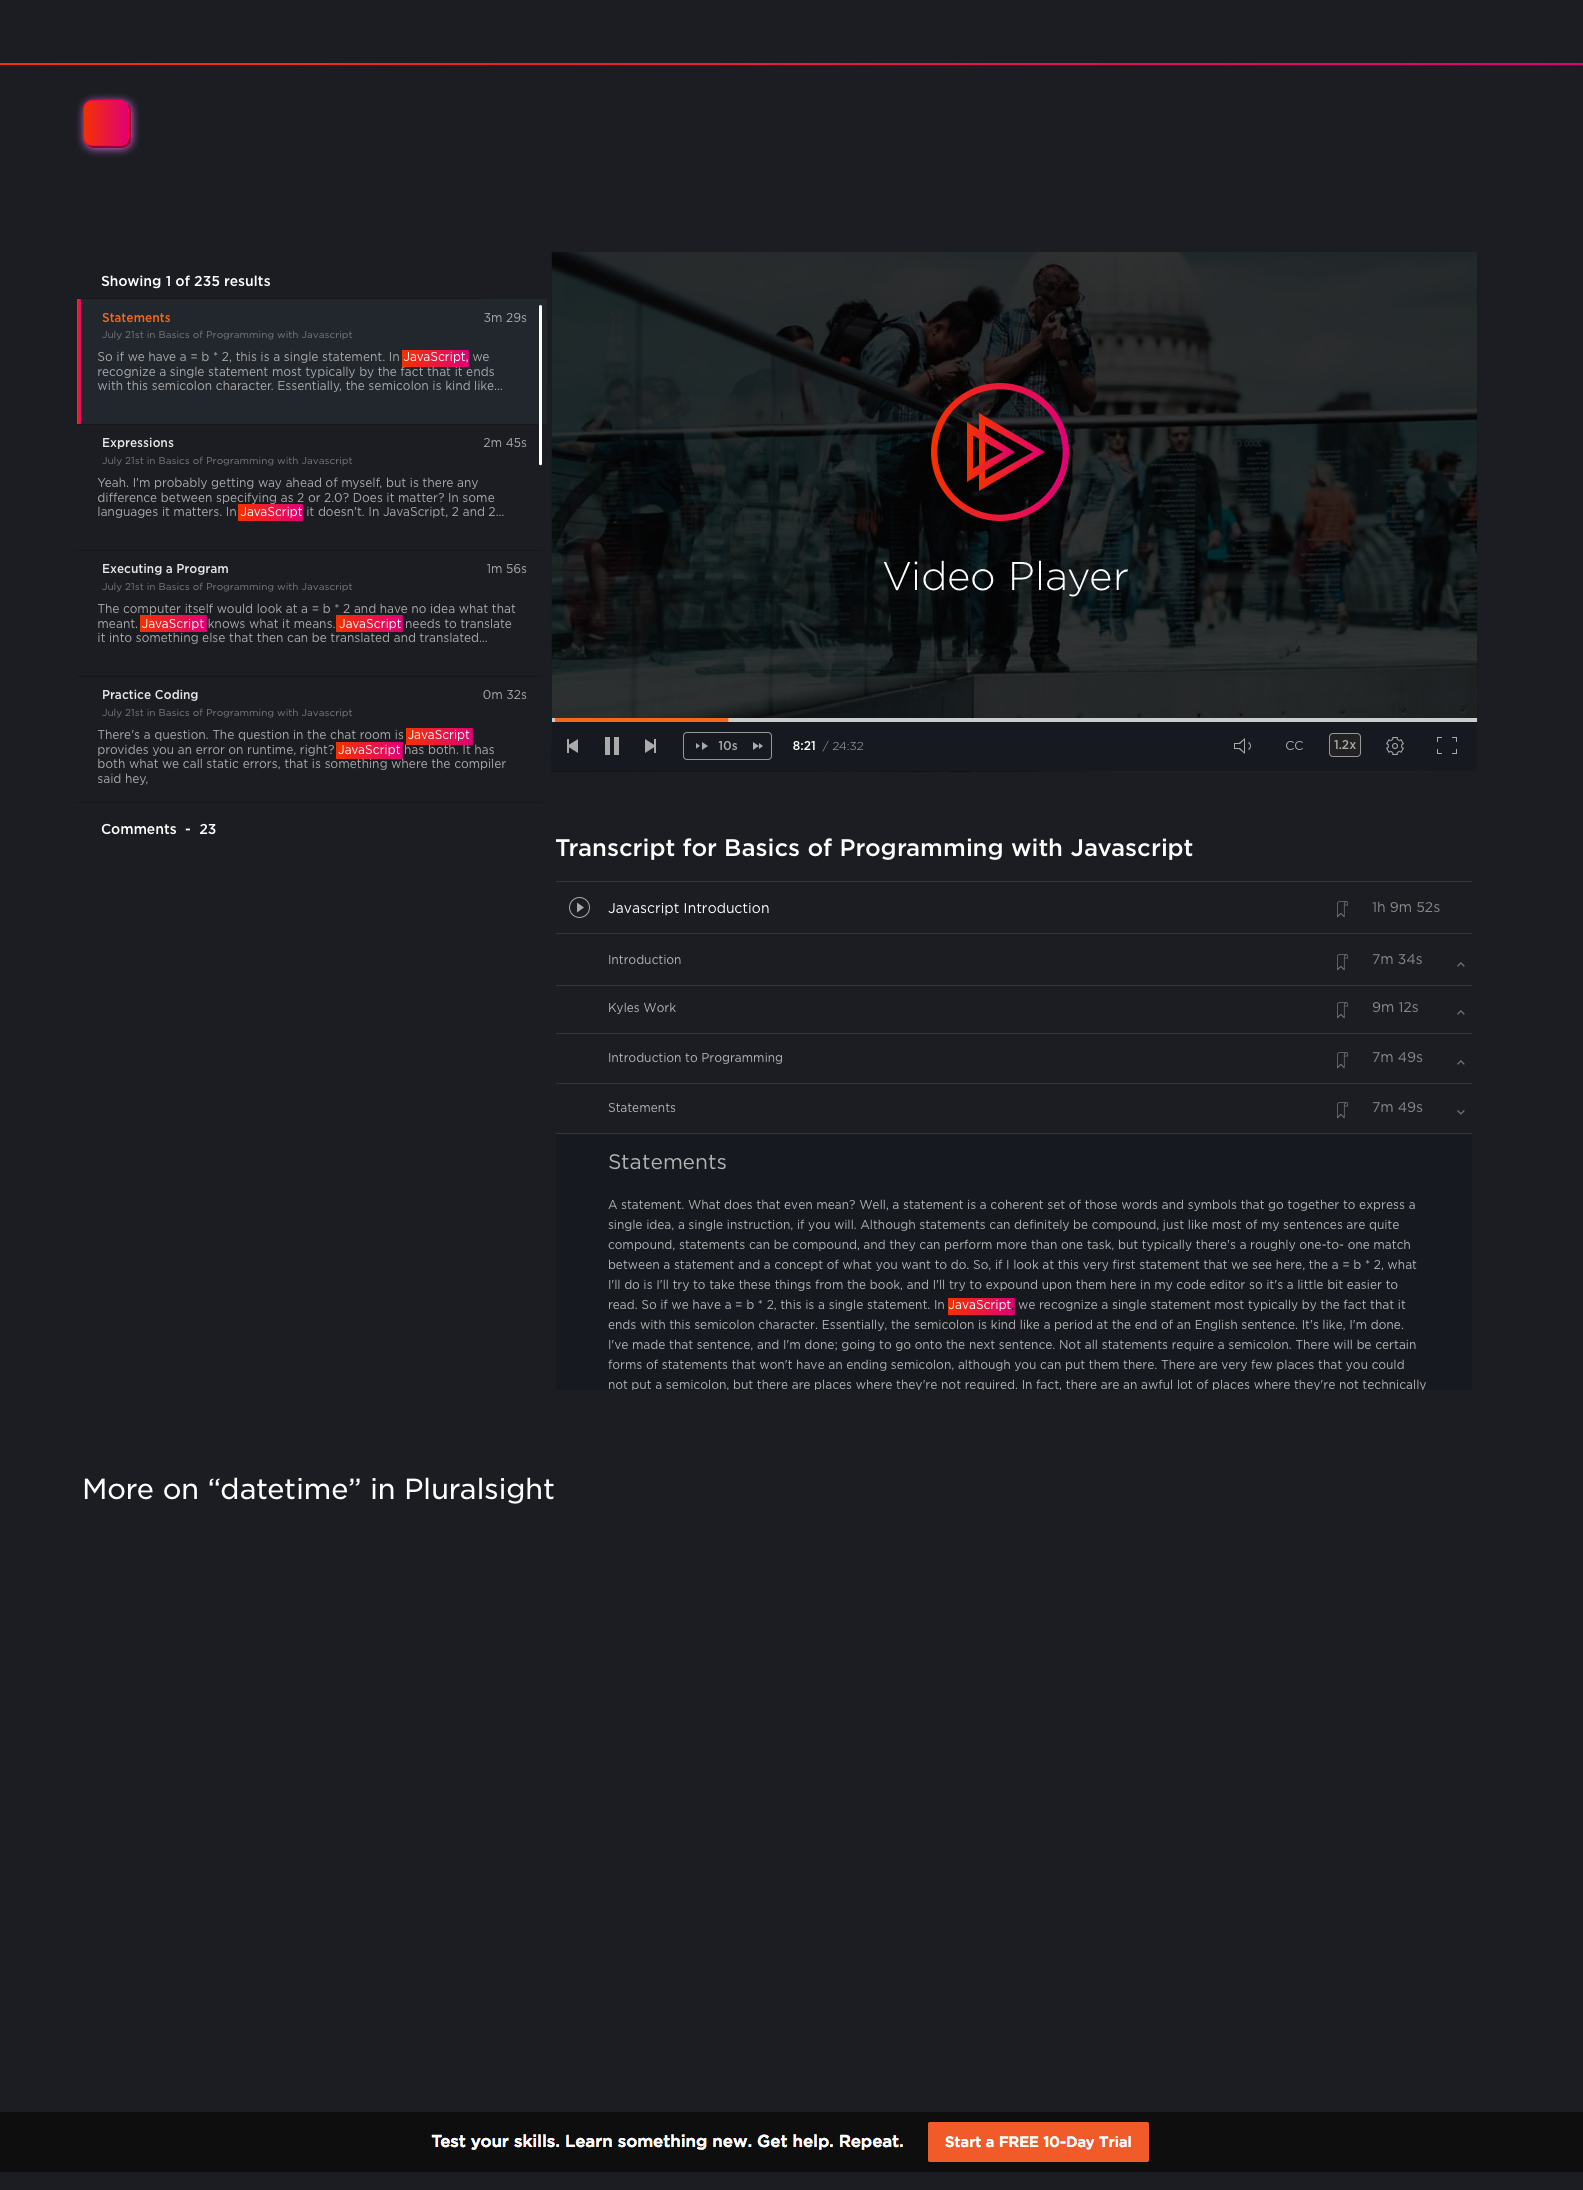 Showing 1 of 235 results
Statements 3m 29s
July 21st in Basics of Programming with Javascript
So if we have a = b * 2, this is a single statement. In JavaScript, we
recognize a single statement most typically by the fact that it ends
with this semicolon character. Essentially, the semicolon is kind like...
Expressions 2m 45s
July 21st in Basics of Programming with Javascript
Yeah. I'm probably getting way ahead of myself, but is there any
difference between specifying as 2 or 2.0? Does it matter? In some
languages it matters. In JavaScript it doesn't. In JavaScript, 2 and 2...
Executing a Program 1m 56s
July 21st in Basics of Programming with Javascript
The computer itself would look at a = b * 2 and have no idea what that
meant. JavaScript knows what it means. JavaScript needs to translate
it into something else that then can be translated and translated...
Practice Coding 0m 32s
July 21st in Basics of Programming with Javascript
There's a question. The question in the chat room is JavaScript
provides you an error on runtime, right? JavaScript has both. It has
both what we call static errors, that is something where the compiler
said hey,
Comments - 23
Video Player
10s 8:21 / 24:32 CC 1.2x
Transcript for Basics of Programming with Javascript
Javascript Introduction 1h 9m 52s
Introduction 7m 34s
Kyles Work 9m 12s
Introduction to Programming 7m 49s
Statements 7m 49s
Statements
A statement. What does that even mean? Well, a statement is a coherent set of those words and symbols that go together to express a
single idea, a single instruction, if you will. Although statements can definitely be compound, just like most of my sentences are quite
compound, statements can be compound, and they can perform more than one task, but typically there's a roughly one-to- one match
between a statement and a concept of what you want to do. So, if I look at this very first statement that we see here, the a = b * 2, what
I'll do is I'll try to take these things from the book, and I'll try to expound upon them here in my code editor so it's a little bit easier to
read. So if we have a = b * 2, this is a single statement. In JavaScript we recognize a single statement most typically by the fact that it
ends with this semicolon character. Essentially, the semicolon is kind like a period at the end of an English sentence. It's like, I'm done.
I've made that sentence, and I'm done; going to go onto the next sentence. Not all statements require a semicolon. There will be certain
forms of statements that won't have an ending semicolon, although you can put them there. There are very few places that you could
not put a semicolon, but there are places where they're not required. In fact, there are an awful lot of places where they're not technically
More on “datetime” in Pluralsight
Test your skills. Learn something new. Get help. Repeat. Start a FREE 10-Day Trial